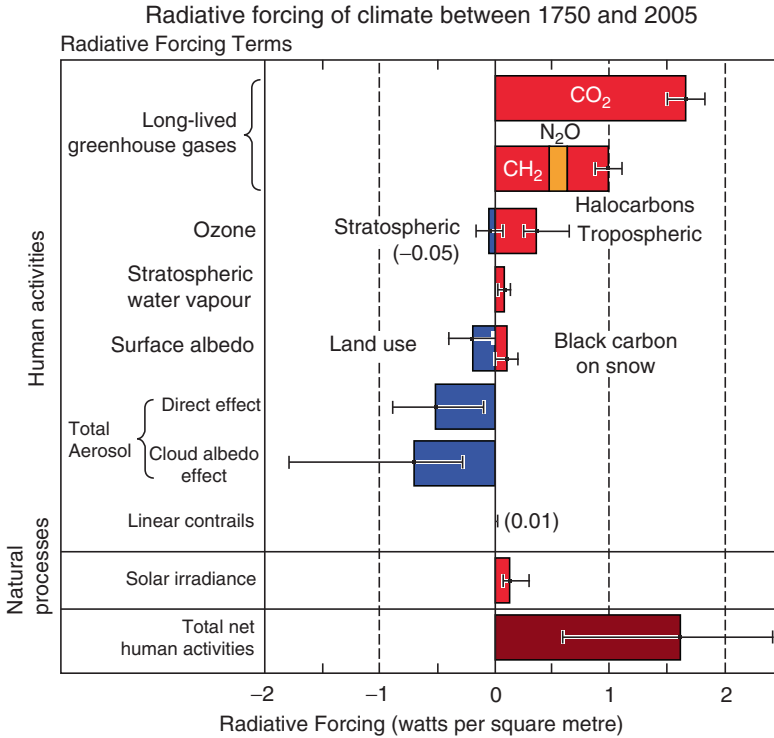 Radiative forcing of climate between 1750 and 2005
Radiative Forcing Terms
Human activities
Long-lived
greenhouse gases
CO₂
N₂O
CH₂
Halocarbons
Ozone
Stratospheric
(−0.05)
Tropospheric
Stratospheric
water vapour
Surface albedo
Land use
Black carbon
on snow
Total
Aerosol
Direct effect
Cloud albedo
effect
Linear contrails
(0.01)
Natural
processes
Solar irradiance
Total net
human activities
−2 −1 0 1 2
Radiative Forcing (watts per square metre)